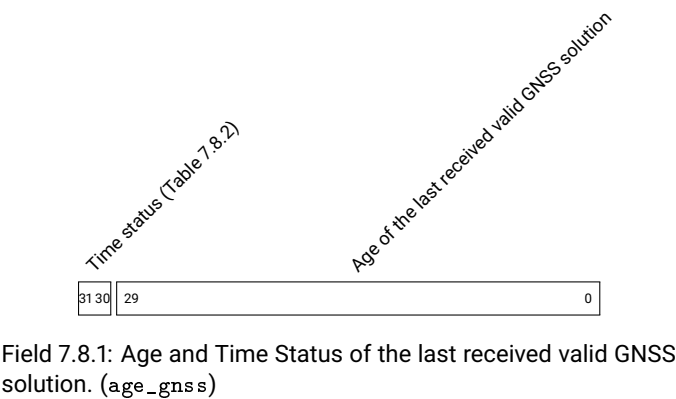 Time status (Table 7.8.2)
Age of the last received valid GNSS solution
31 30 29 0
Field 7.8.1: Age and Time Status of the last received valid GNSS
solution. (age_gnss)